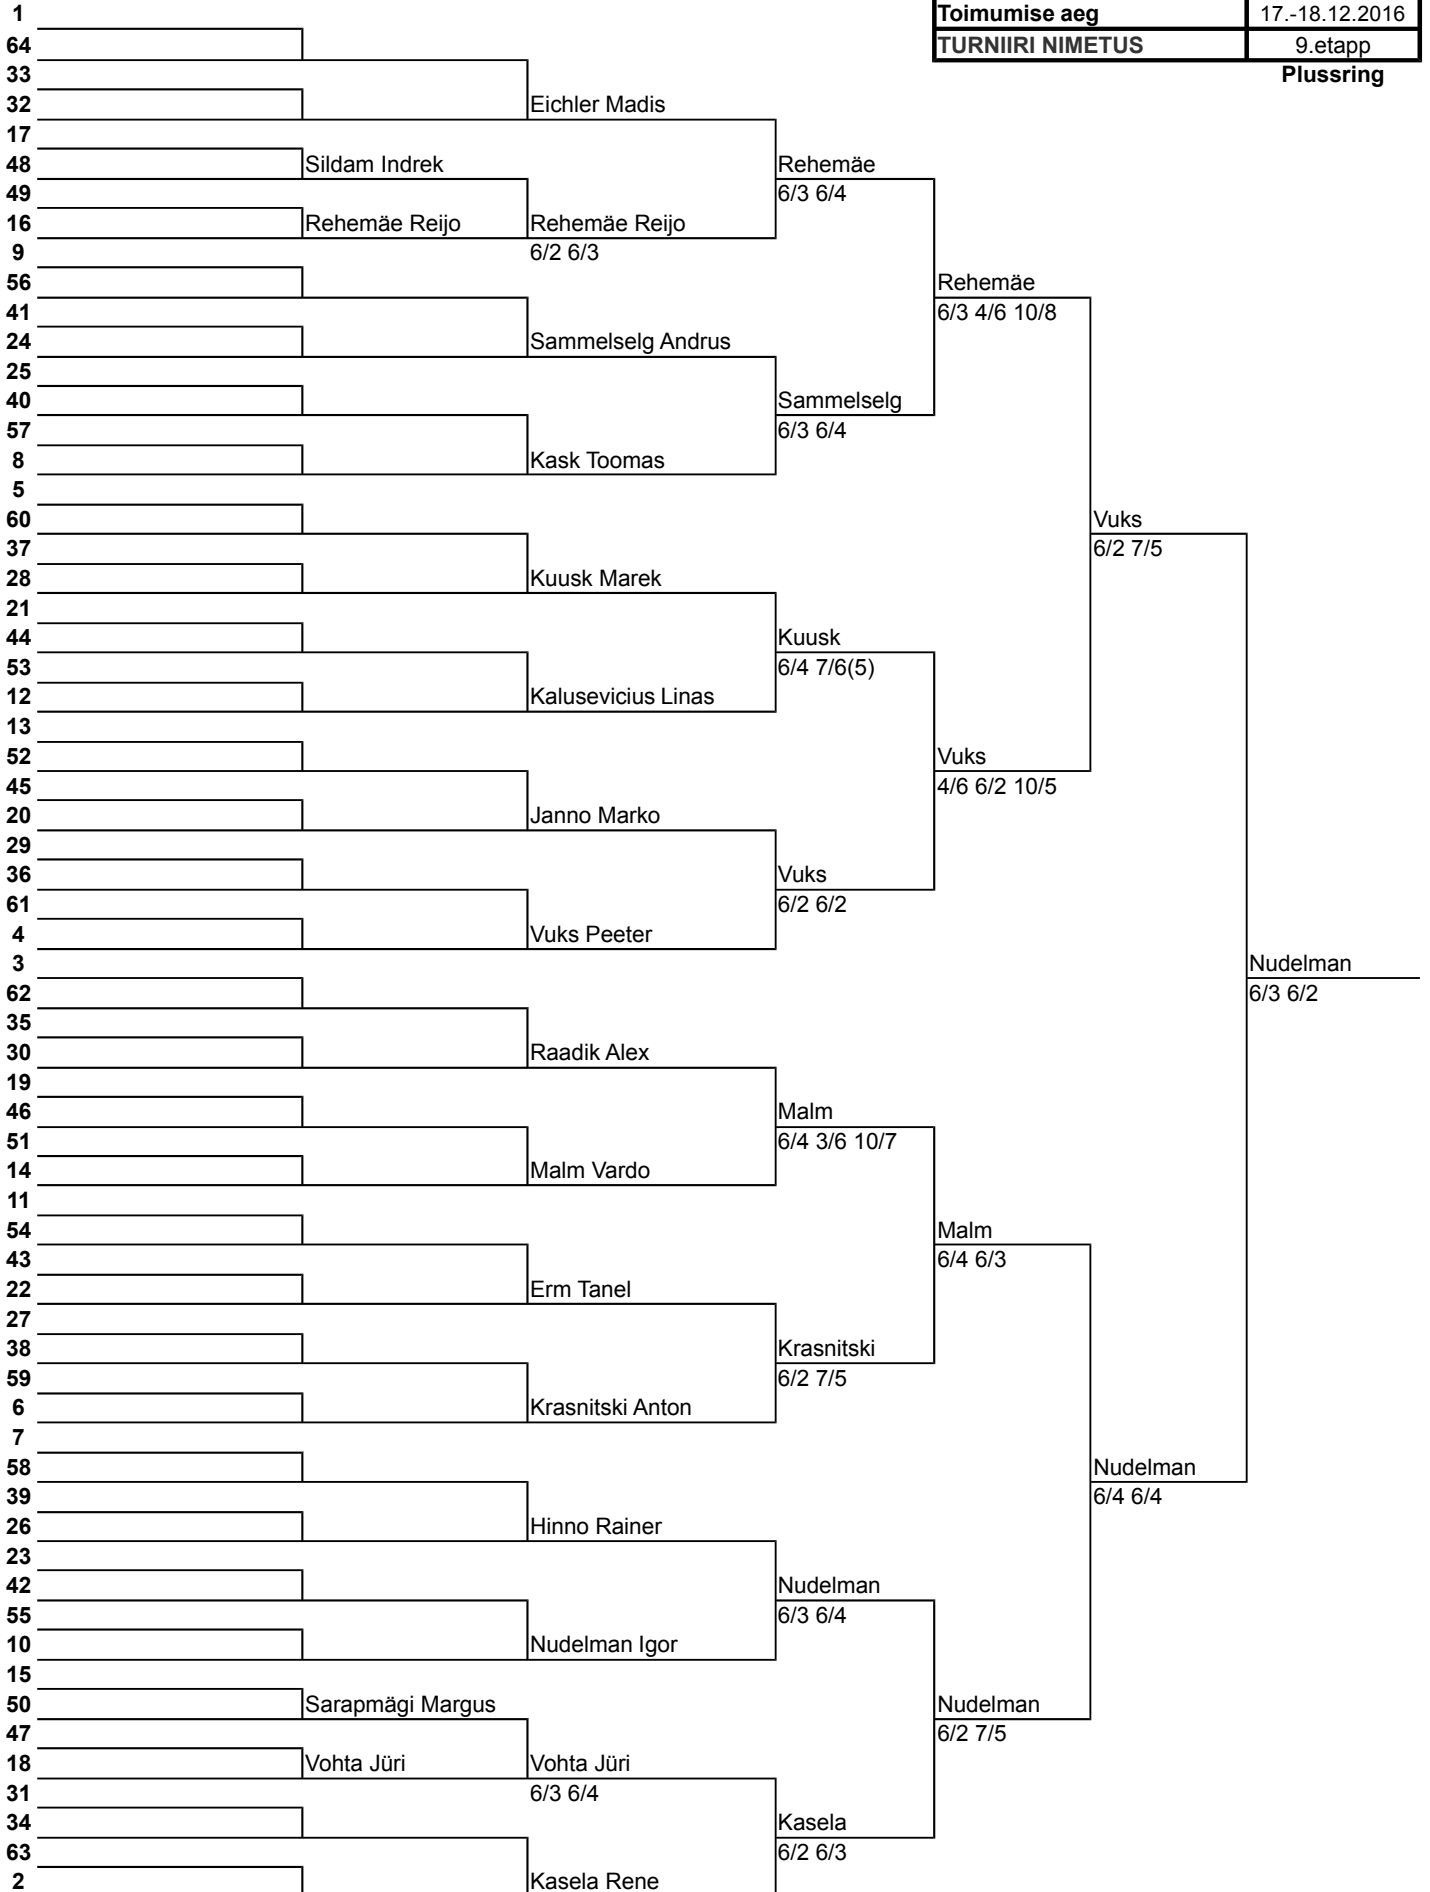 1
Toimumise aeg 17.-18.12.2016
64
TURNIIRI NIMETUS 9.etapp
33
Plussring
32 Eichler Madis
17
48 Sildam Indrek Rehemäe
49 6/3 6/4
16 Rehemäe Reijo Rehemäe Reijo
9 6/2 6/3
56 Rehemäe
41 6/3 4/6 10/8
24 Sammelselg Andrus
25
40 Sammelselg
57 6/3 6/4
8 Kask Toomas
5
60 Vuks
37 6/2 7/5
28 Kuusk Marek
21
44 Kuusk
53 6/4 7/6(5)
12 Kalusevicius Linas
13
52 Vuks
45 4/6 6/2 10/5
20 Janno Marko
29
36 Vuks
61 6/2 6/2
4 Vuks Peeter
3 Nudelman
62 6/3 6/2
35
30 Raadik Alex
19
46 Malm
51 6/4 3/6 10/7
14 Malm Vardo
11
54 Malm
43 6/4 6/3
22 Erm Tanel
27
38 Krasnitski
59 6/2 7/5
6 Krasnitski Anton
7
58 Nudelman
39 6/4 6/4
26 Hinno Rainer
23
42 Nudelman
55 6/3 6/4
10 Nudelman Igor
15
50 Sarapmägi Margus Nudelman
47 6/2 7/5
18 Vohta Jüri Vohta Jüri
31 6/3 6/4
34 Kasela
63 6/2 6/3
2 Kasela Rene